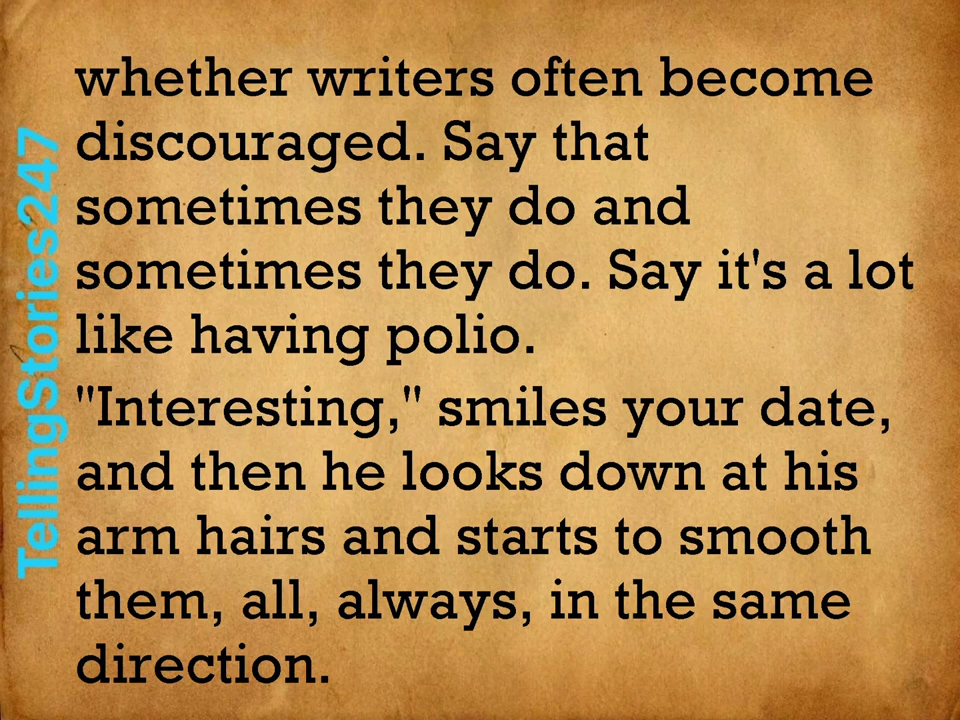 whether writers often become
discouraged. Say that
sometimes they do and
sometimes they do. Say it's a lot
like having polio.
"Interesting," smiles your date,
and then he looks down at his
arm hairs and starts to smooth
them, all, always, in the same
direction.
TellingStories247